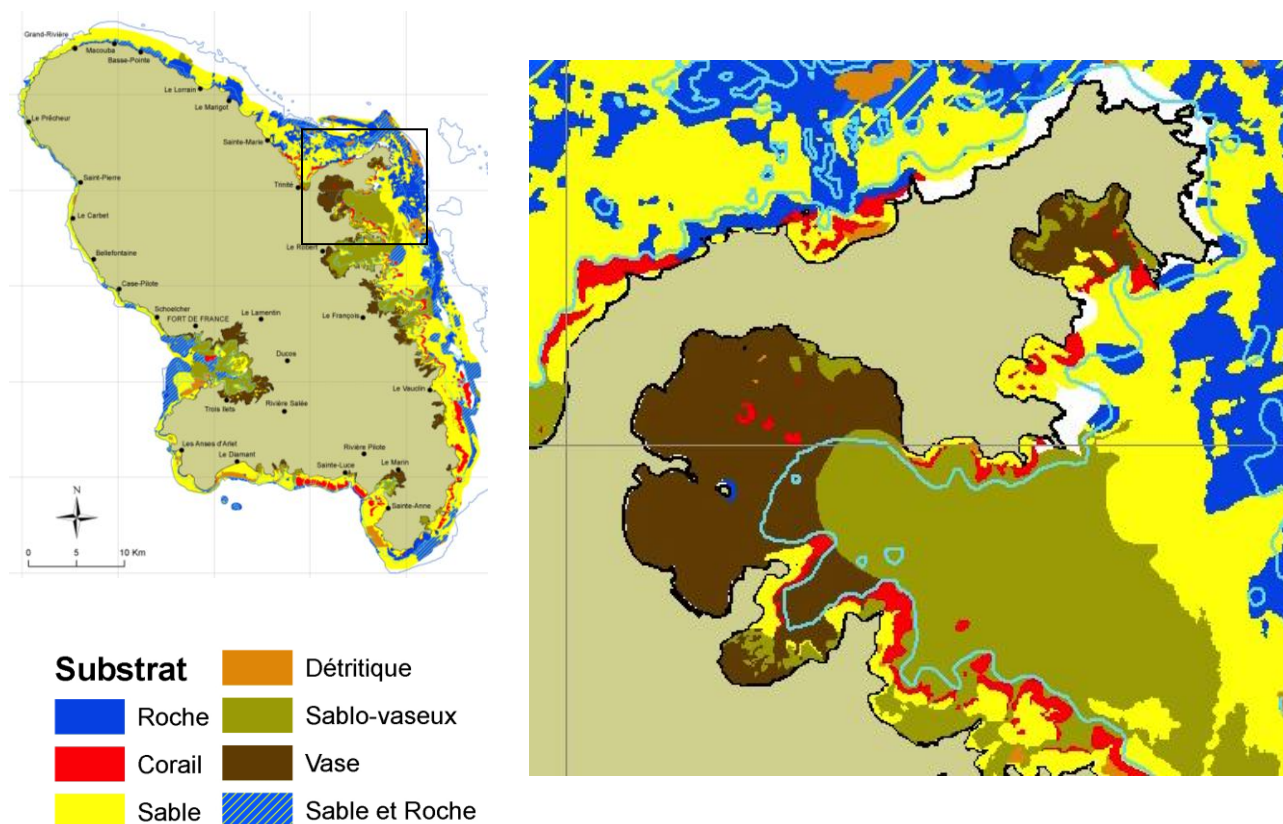 Grand-Rivière
Macouba
Basse-Pointe
Le Lorrain
Le Marigot
Le Prêcheur
Sainte-Marie
Saint-Pierre
Trinité
Le Carbet
Le Robert
Bellefontaine
Case-Pilote
Schoelcher
FORT DE FRANCE
Le Lamentin
Le François
Ducos
Le Vauclin
Trois Ilets
Rivière Salée
Les Anses d'Arlet
Le Diamant
Rivière Pilote
Sainte-Luce
Le Marin
Sainte-Anne
N
0 5 10 Km
Substrat
Roche
Corail
Sable
Détritique
Sablo-vaseux
Vase
Sable et Roche